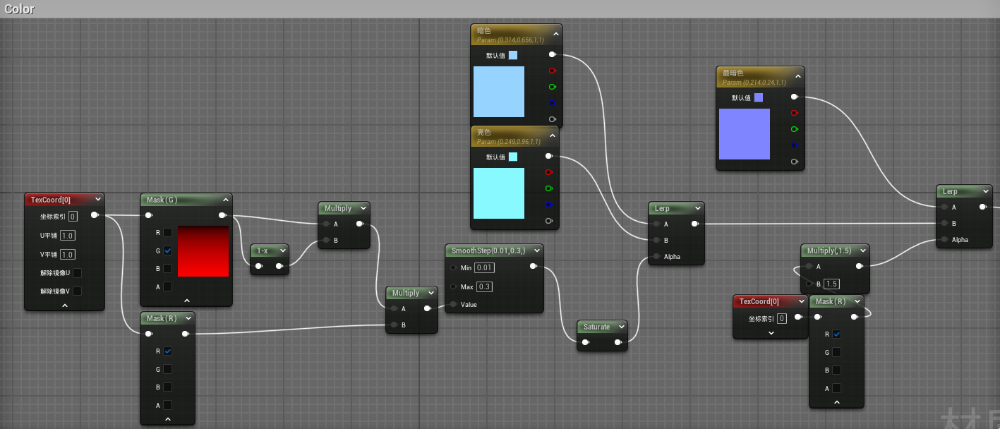 Color
暗色
Param (0.314,0.656,1,1)
默认值
亮色
Param (0.249,0.96,1,1)
默认值
最暗色
Param (0.214,0.24,1,1)
默认值
TexCoord[0]
坐标索引 0
U平铺 1.0
V平铺 1.0
解除镜像U
解除镜像V
Mask ( G )
R
G
B
A
Mask ( R )
R
G
B
A
1-x
Multiply
A
B
Multiply
A
B
SmoothStep(0.01,0.3,)
Min 0.01
Max 0.3
Value
Saturate
Lerp
A
B
Alpha
Lerp
A
B
Alpha
Multiply(,1.5)
A
B 1.5
TexCoord[0]
坐标索引 0
Mask ( R )
R
G
B
A